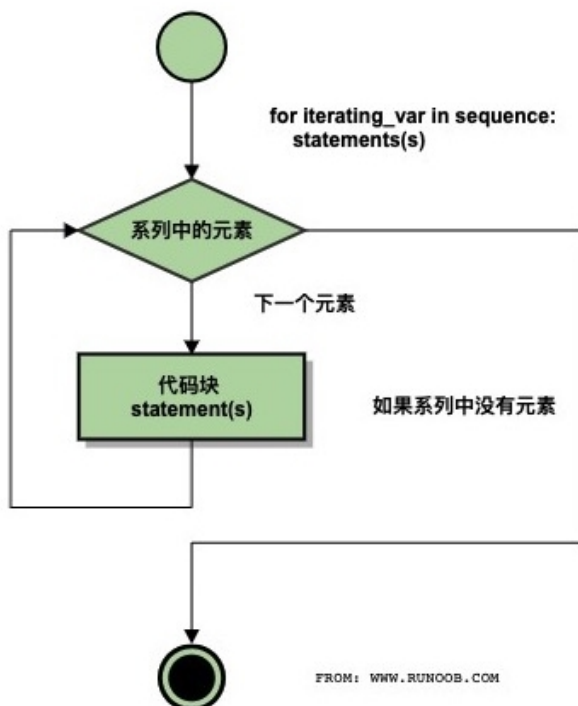 for iterating_var in sequence:
statements(s)
系列中的元素
下一个元素
代码块
statement(s)
如果系列中没有元素
FROM: WWW.RUNOOB.COM